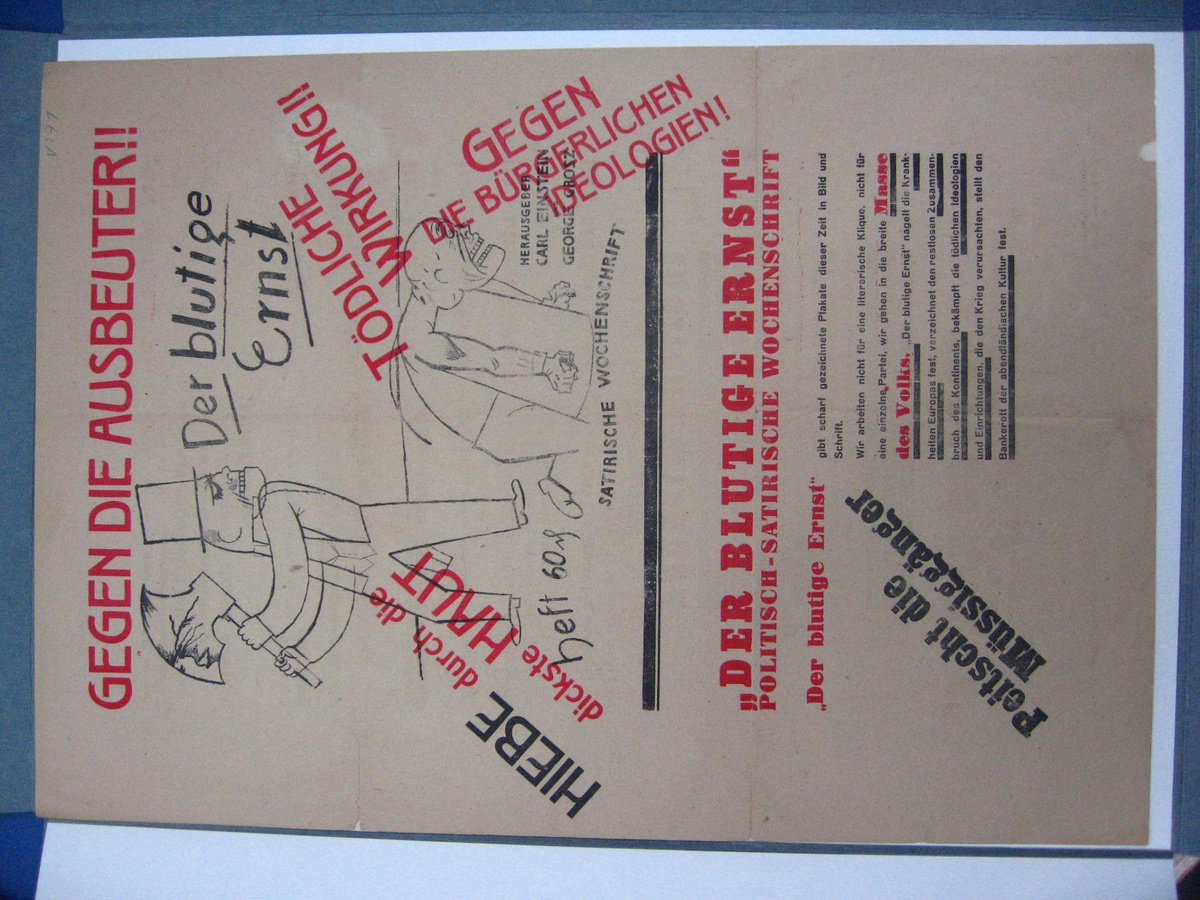 GEGEN DIE AUSBEUTER!!
Der blutige
Ernst
TÖDLICHE
WIRKUNG!!
HERAUSGEBER
CARL EINSTEIN
GEORGE GROSZ
GEGEN
DIE BÜRGERLICHEN
IDEOLOGIEN!
HIEBE durch die
dickste HAUT
Heft 60 ₰
SATIRISCHE WOCHENSCHRIFT
„DER BLUTIGE ERNST“
POLITISCH-SATIRISCHE WOCHENSCHRIFT
„Der blutige Ernst“
gibt scharf gezeichnete Plakate dieser Zeit in Bild und
Schrift.
Wir arbeiten nicht für eine literarische Klique, nicht für
eine einzelne Partei, wir gehen in die breite Masse
des Volks. „Der blutige Ernst“ nagelt die Krank-
heiten Europas fest, verzeichnet den restlosen Zusammen-
bruch des Kontinents, bekämpft die tödlichen Ideologien
und Einrichtungen, die den Krieg verursachten, stellt den
Bankerott der abendländischen Kultur fest.
Peitscht die
Müssiggänger